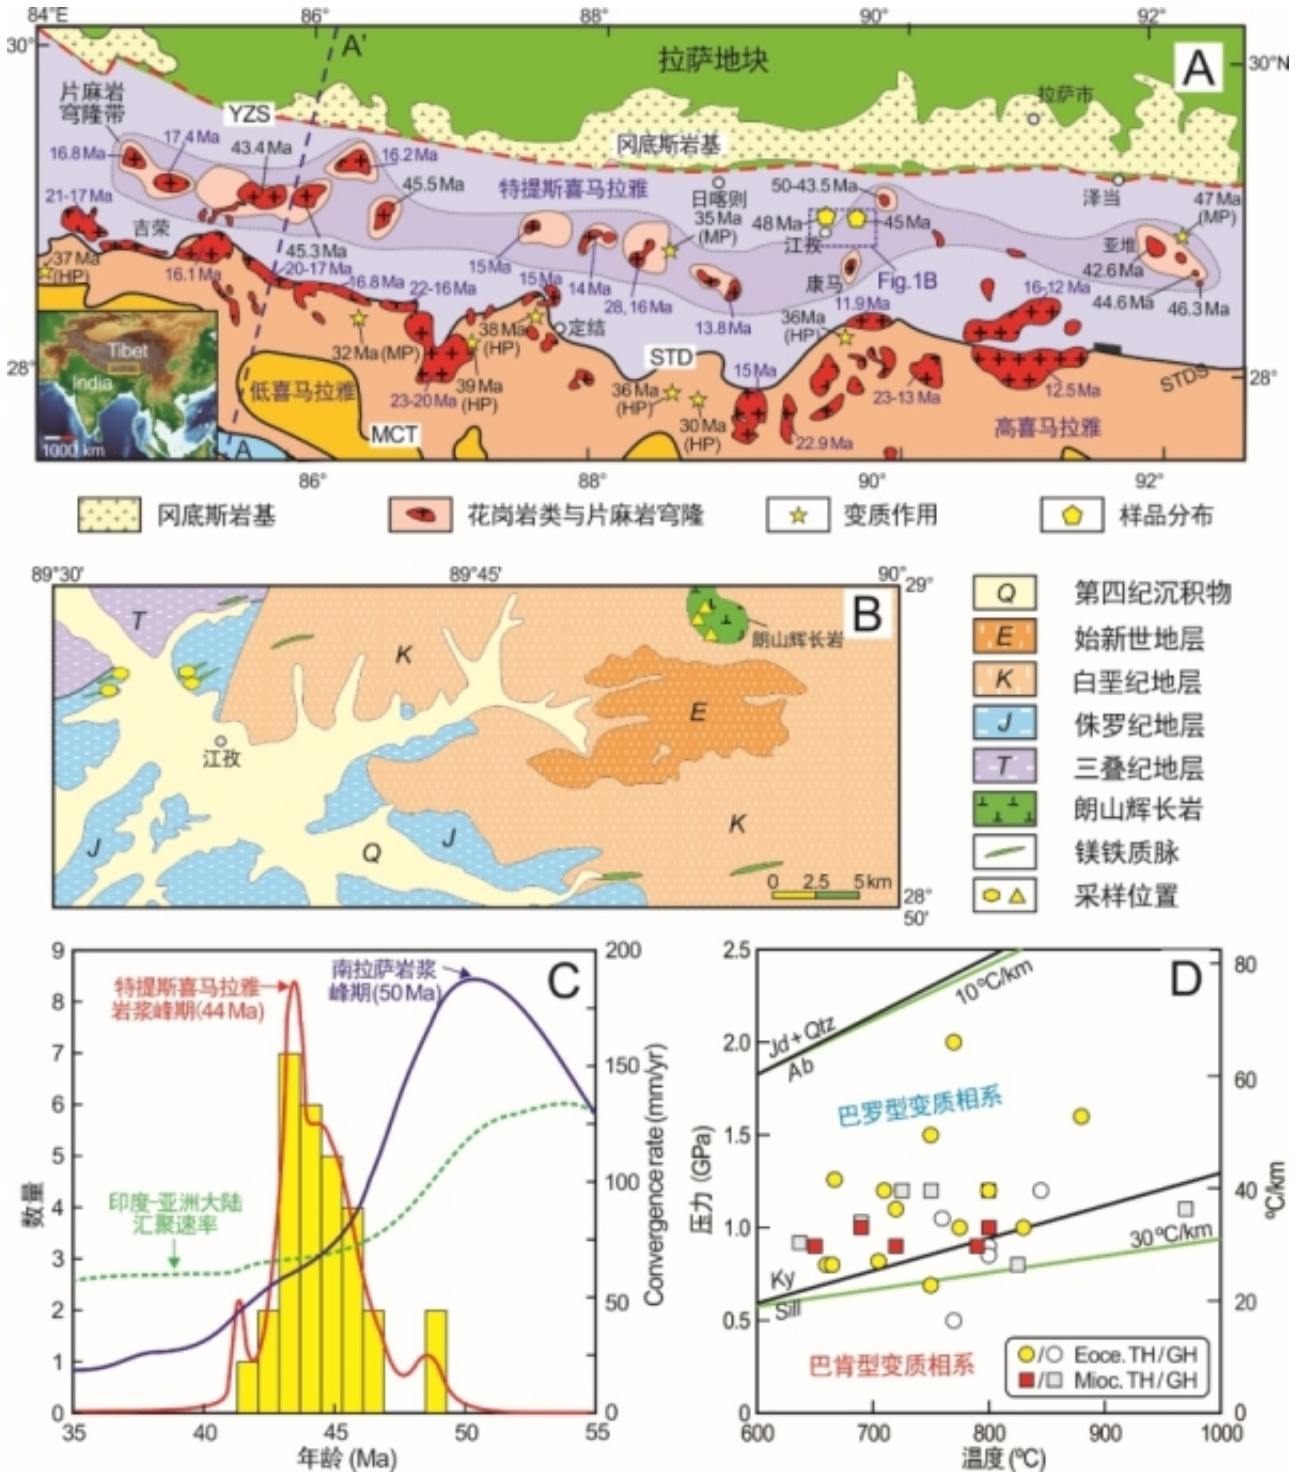 84°E 86° 88° 90° 92°
30°
30°N
A'
A
拉萨地块
拉萨市
片麻岩
穹隆带
YZS
冈底斯岩基
17.4 Ma
16.8 Ma
43.4 Ma
16.2 Ma
45.5 Ma
特提斯喜马拉雅
日喀则
泽当
50-43.5 Ma
47 Ma
(MP)
21-17 Ma
吉荣
45.3 Ma
35 Ma
(MP)
48 Ma
45 Ma
江孜
亚堆
42.6 Ma
37 Ma
(HP)
16.1 Ma
20-17 Ma
16.8 Ma
22-16 Ma
15 Ma
15 Ma
14 Ma
28, 16 Ma
13.8 Ma
康马
Fig.1B
11.9 Ma
16-12 Ma
44.6 Ma
46.3 Ma
Tibet
India
1000 km
32 Ma (MP)
38 Ma
(HP)
定结
36 Ma
(HP)
28°
28°
低喜马拉雅
23-20 Ma
39 Ma
(HP)
STD
36 Ma
(HP)
15 Ma
23-13 Ma
12.5 Ma
STDS
A
MCT
30 Ma
(HP)
22.9 Ma
高喜马拉雅
86° 88° 90° 92°
冈底斯岩基
花岗岩类与片麻岩穹隆
变质作用
样品分布
89°30' 89°45' 90°
29°
B
T
K
朗山辉长岩
E
江孜
J
Q
J
K
0 2.5 5 km
28°
50'
Q 第四纪沉积物
E 始新世地层
K 白垩纪地层
J 侏罗纪地层
T 三叠纪地层
朗山辉长岩
镁铁质脉
采样位置
C
特提斯喜马拉雅
岩浆峰期(44 Ma)
南拉萨岩浆
峰期(50 Ma)
印度-亚洲大陆
汇聚速率
数量
9
8
7
6
5
4
3
2
1
0
200
150
100
50
0
Convergence rate (mm/yr)
35 40 45 50 55
年龄 (Ma)
D
10 ºC/km
Jd + Qtz
Ab
巴罗型变质相系
30 ºC/km
Ky
Sill
巴肯型变质相系
Eoce. TH / GH
Mioc. TH / GH
压力 (GPa)
2.5
2.0
1.5
1.0
0.5
0
80
60
40
20
0
ºC/km
600 700 800 900 1000
温度 (ºC)